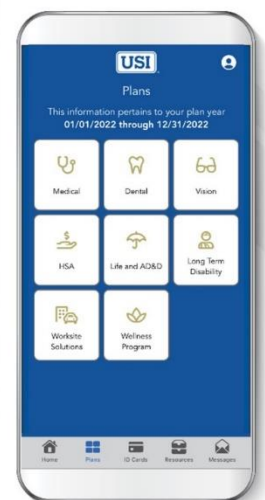 USI
Plans
This information pertains to your plan year
01/01/2022 through 12/31/2022
Medical
Dental
Vision
HSA
Life and AD&D
Long Term
Disability
Worksite
Solutions
Wellness
Program
Home
Plans
ID Cards
Resources
Messages